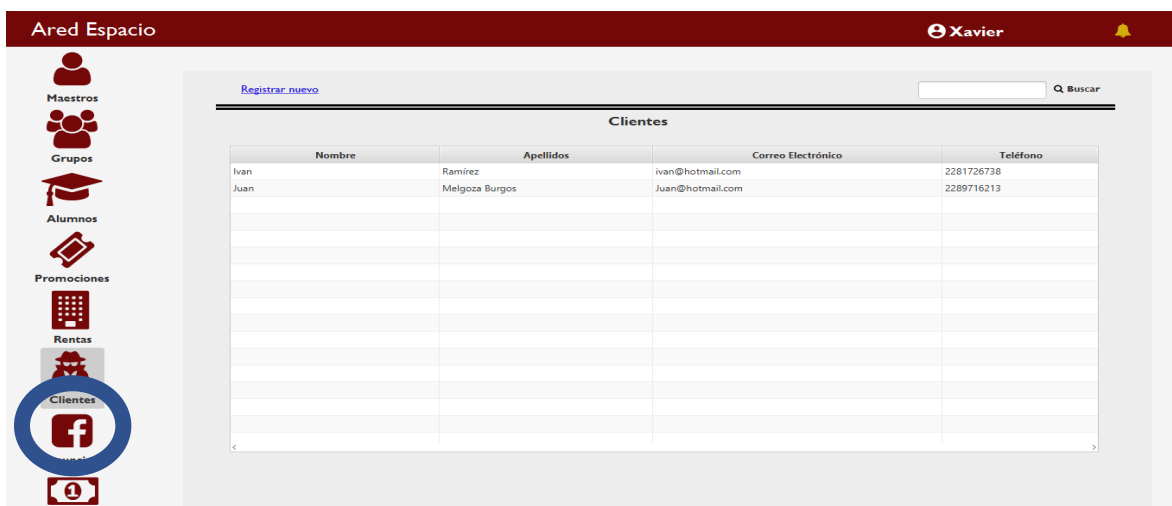 Ared Espacio
Xavier
Maestros
Grupos
Alumnos
Promociones
Rentas
Clientes
Registrar nuevo
Buscar
Clientes
Nombre Apellidos Correo Electrónico Teléfono
Ivan Ramírez ivan@hotmail.com 2281726738
Juan Melgoza Burgos Juan@hotmail.com 2289716213
1